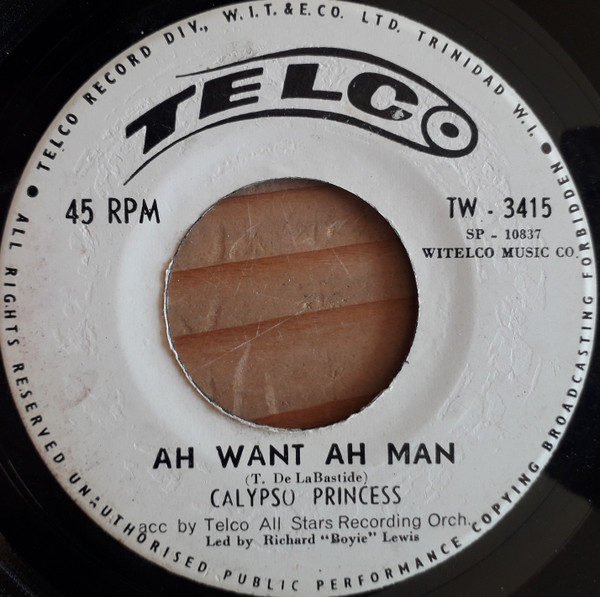 TELCO RECORD DIV., W.I.T. & E. CO. LTD. TRINIDAD W.I.
TELCO
45 RPM
TW - 3415
SP - 10837
WITELCO MUSIC CO.
AH WANT AH MAN
(T. De LaBastide)
CALYPSO PRINCESS
acc by Telco All Stars Recording Orch.
Led by Richard "Boyie" Lewis
ALL RIGHTS RESERVED UNAUTHORISED PUBLIC PERFORMANCE COPYING BROADCASTING FORBIDDEN